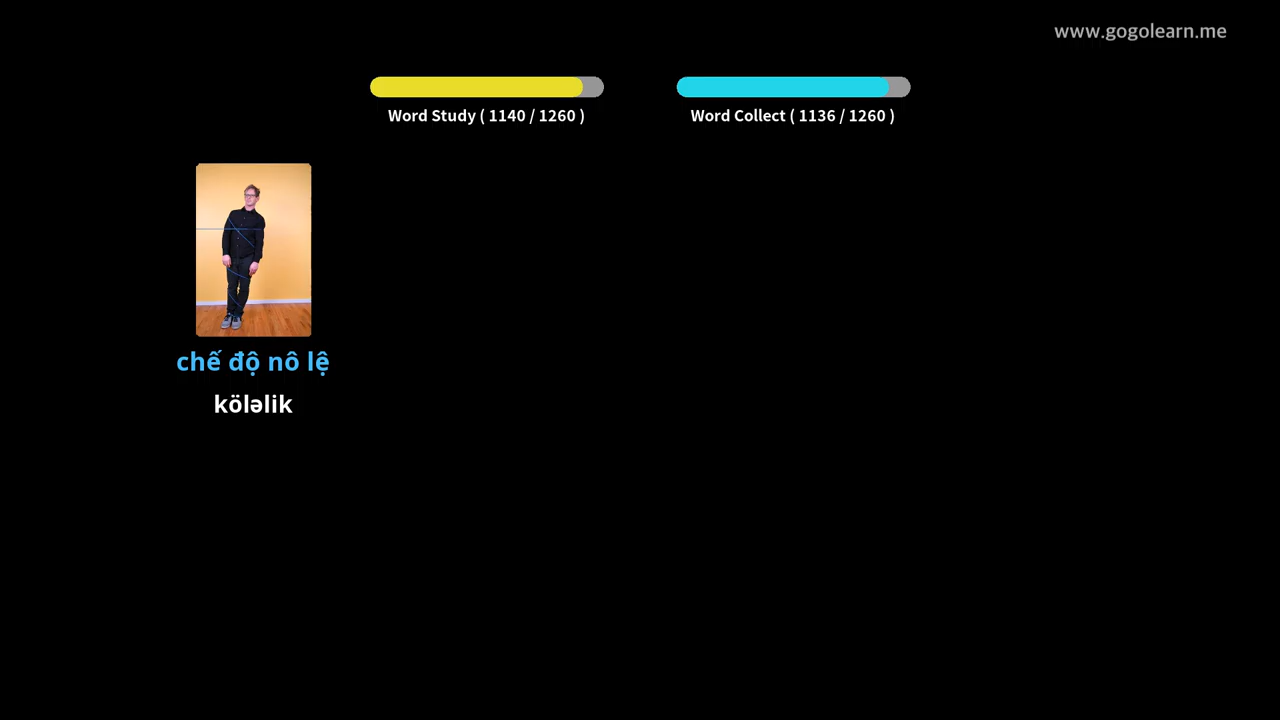 www.gogolearn.me
Word Study ( 1140 / 1260 )
Word Collect ( 1136 / 1260 )
chế độ nô lệ
köləlik